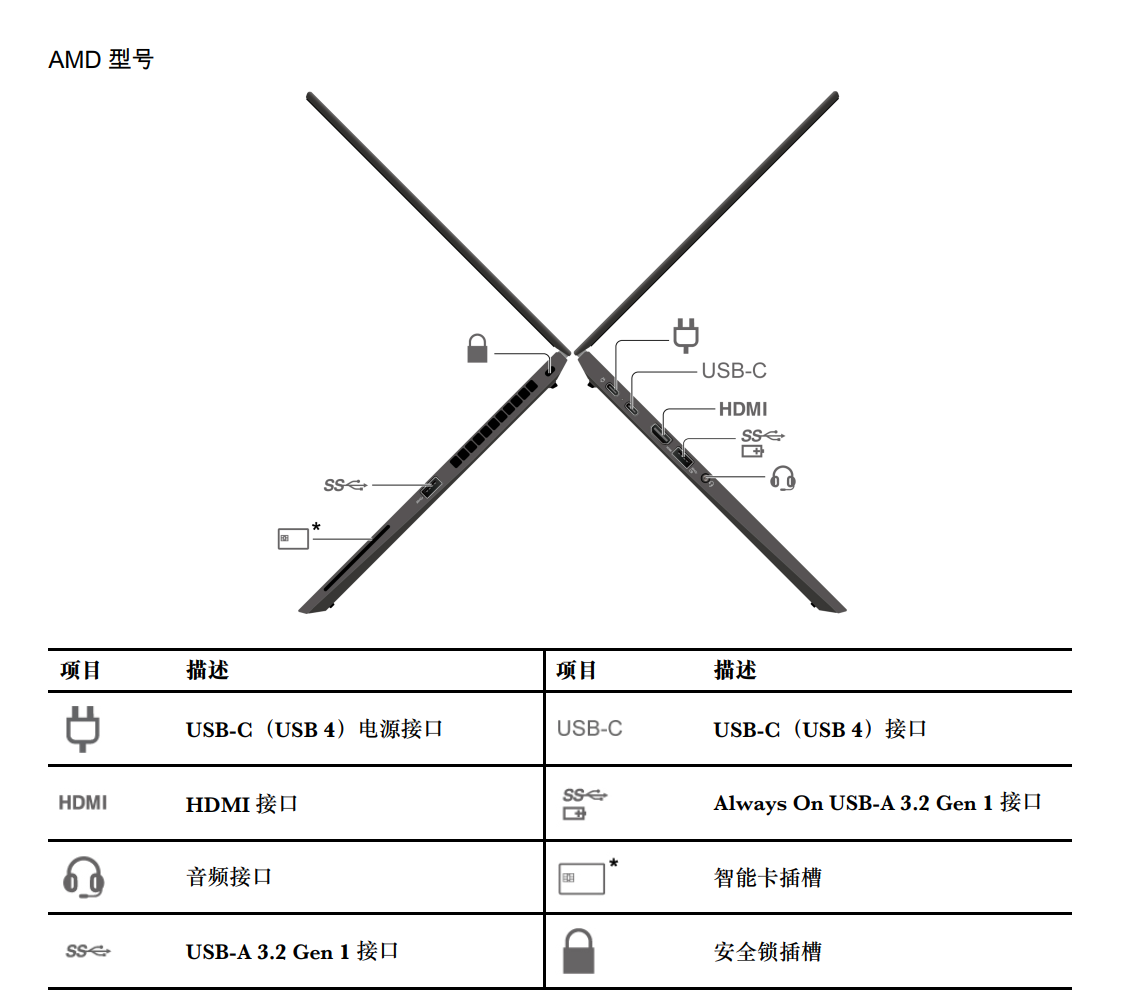 AMD 型号
USB-C
HDMI
SS
SS
*
项目 描述 项目 描述
USB-C（USB 4）电源接口 USB-C USB-C（USB 4）接口
HDMI HDMI 接口 SS Always On USB-A 3.2 Gen 1 接口
音频接口 * 智能卡插槽
SS USB-A 3.2 Gen 1 接口 安全锁插槽